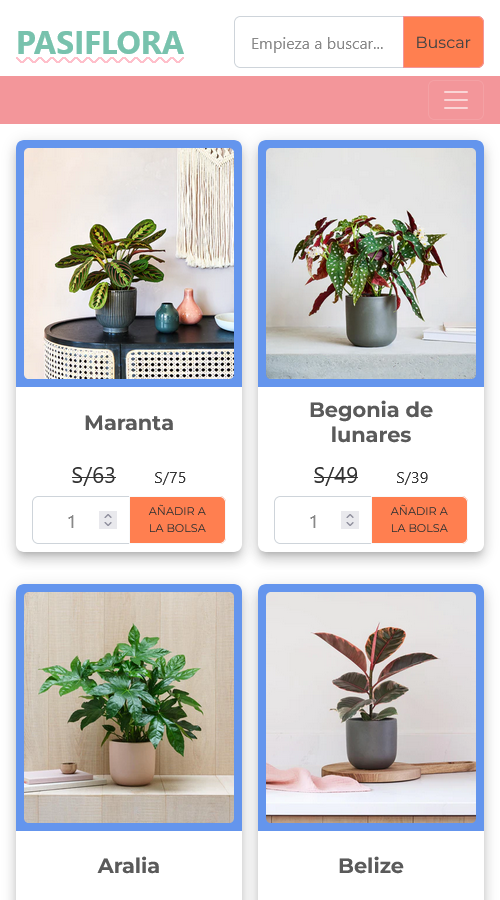 PASIFLORA
Empieza a buscar...
Buscar
Maranta
S/63 S/75
1
AÑADIR A
LA BOLSA
Begonia de
lunares
S/49 S/39
1
AÑADIR A
LA BOLSA
Aralia
Belize